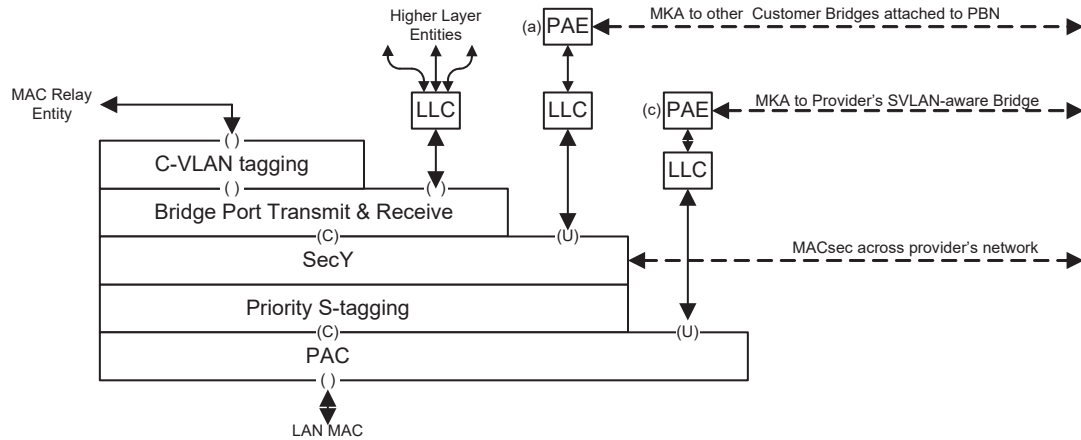 Higher Layer
Entities
(a) PAE
MKA to other Customer Bridges attached to PBN
MAC Relay
Entity
LLC
LLC
(c) PAE
MKA to Provider's SVLAN-aware Bridge
( )
C-VLAN tagging
LLC
( )
( )
Bridge Port Transmit & Receive
(C)
(U)
SecY
MACsec across provider's network
Priority S-tagging
(C)
(U)
PAC
( )
LAN MAC